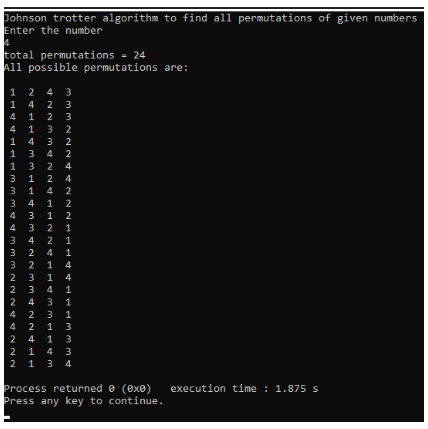 Johnson trotter algorithm to find all permutations of given numbers
Enter the number
4
total permutations = 24
All possible permutations are:
1 2 4 3
1 4 2 3
4 1 2 3
4 1 3 2
1 4 3 2
1 3 4 2
1 3 2 4
3 1 2 4
3 1 4 2
3 4 1 2
4 3 1 2
4 3 2 1
3 4 2 1
3 2 4 1
3 2 1 4
2 3 1 4
2 3 4 1
2 4 3 1
4 2 3 1
4 2 1 3
2 4 1 3
2 1 4 3
2 1 3 4
Process returned 0 (0x0)   execution time : 1.875 s
Press any key to continue.